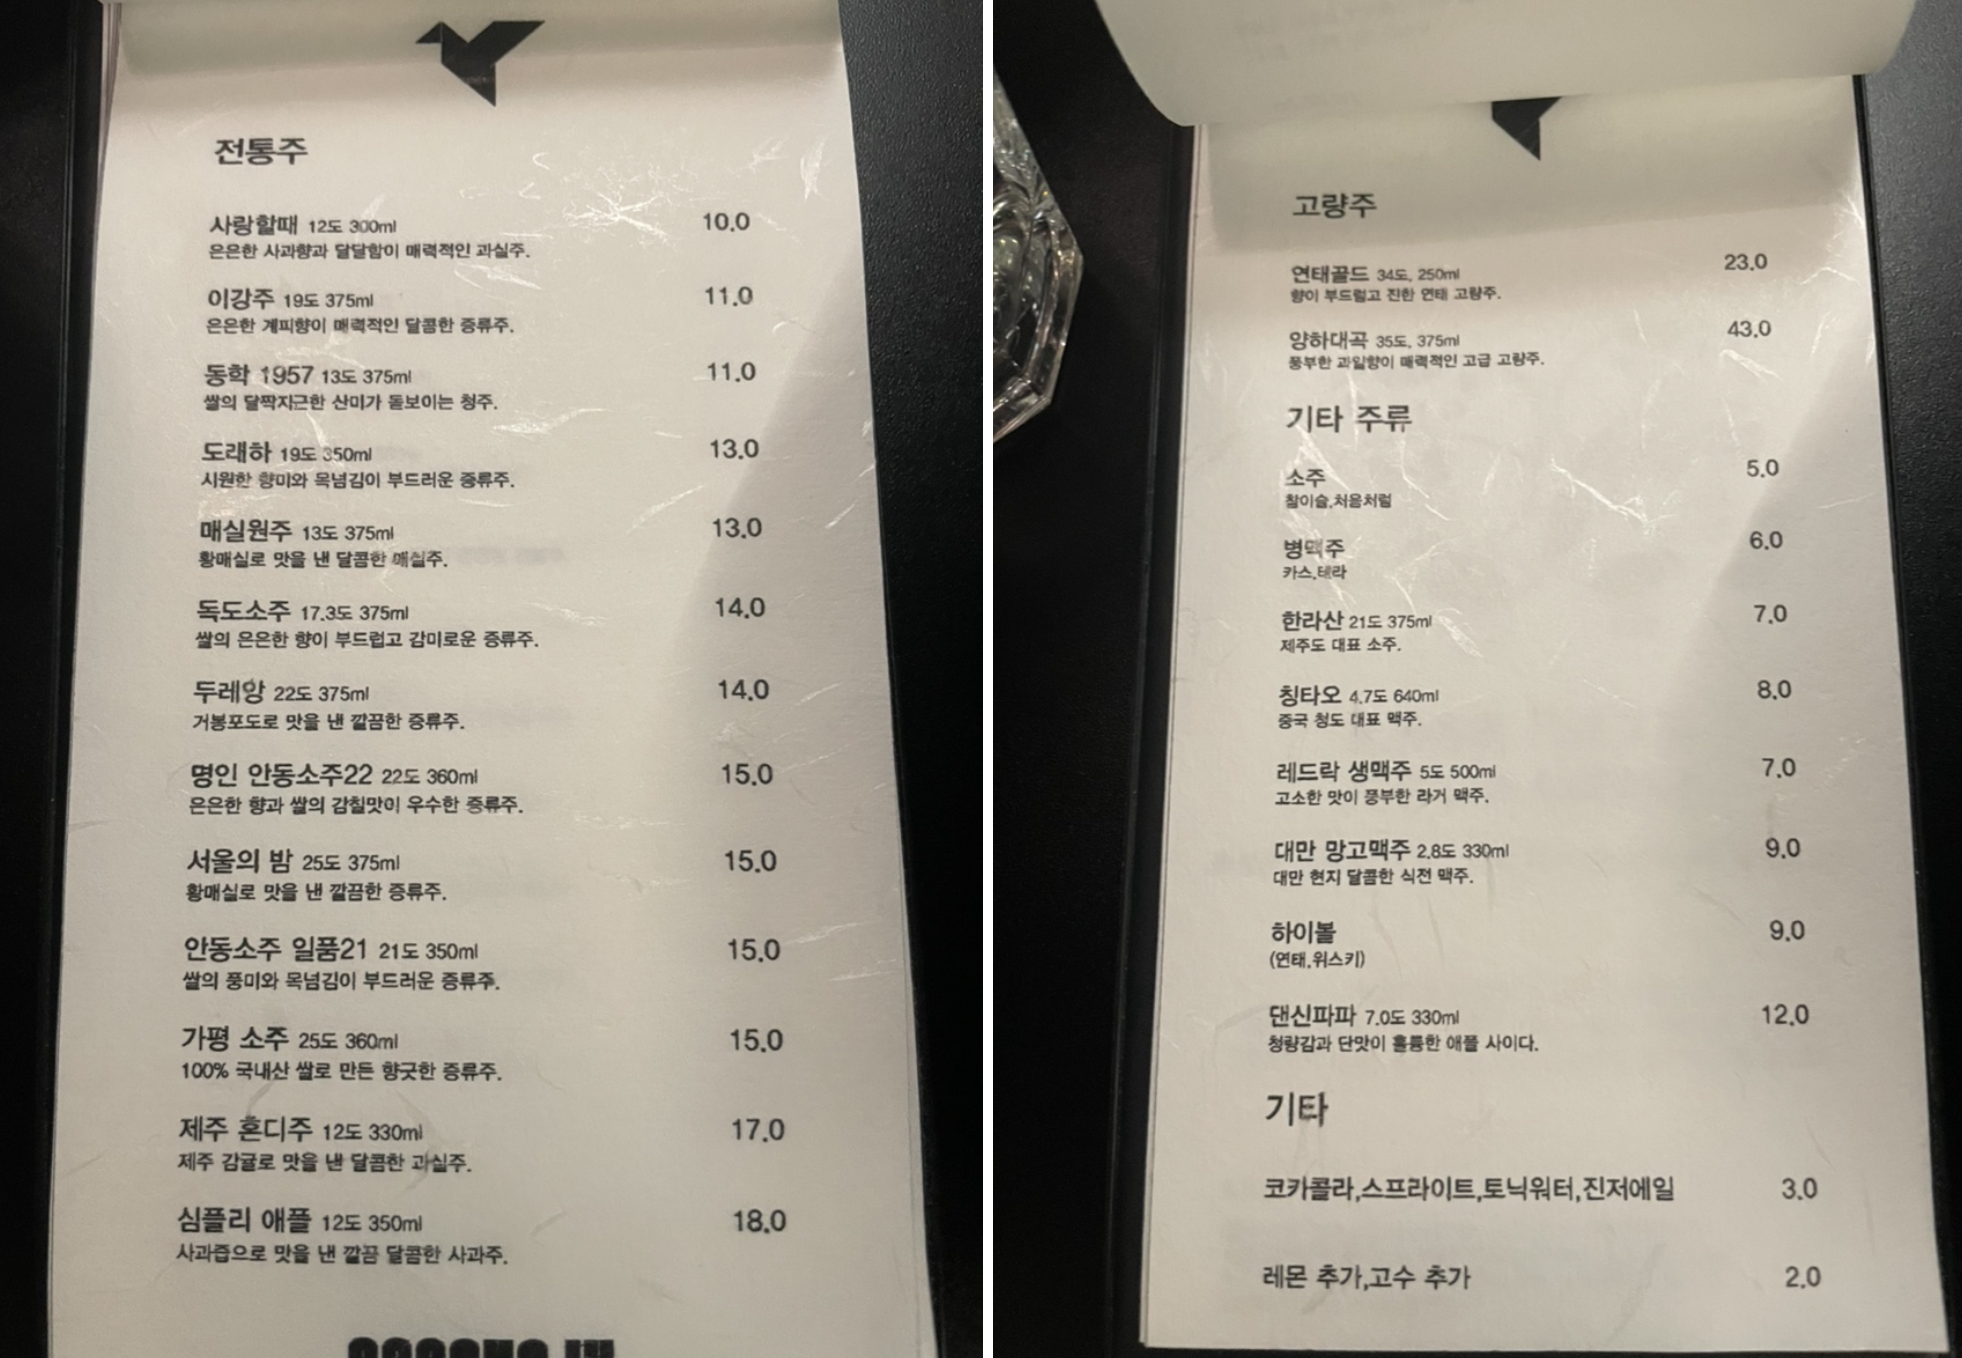 전통주
사랑할때 12도 300ml 10.0
은은한 사과향과 달달함이 매력적인 과실주.
이강주 19도 375ml 11.0
은은한 계피향이 매력적인 달콤한 증류주.
동학 1957 13도 375ml 11.0
쌀의 달짝지근한 산미가 돋보이는 청주.
도래하 19도 350ml 13.0
시원한 향미와 목넘김이 부드러운 증류주.
매실원주 13도 375ml 13.0
황매실로 맛을 낸 달콤한 매실주.
독도소주 17.3도 375ml 14.0
쌀의 은은한 향이 부드럽고 감미로운 증류주.
두레앙 22도 375ml 14.0
거봉포도로 맛을 낸 깔끔한 증류주.
명인 안동소주22 22도 360ml 15.0
은은한 향과 쌀의 감칠맛이 우수한 증류주.
서울의 밤 25도 375ml 15.0
황매실로 맛을 낸 깔끔한 증류주.
안동소주 일품21 21도 350ml 15.0
쌀의 풍미와 목넘김이 부드러운 증류주.
가평 소주 25도 360ml 15.0
100% 국내산 쌀로 만든 향긋한 증류주.
제주 혼디주 12도 330ml 17.0
제주 감귤로 맛을 낸 달콤한 과실주.
심플리 애플 12도 350ml 18.0
사과즙으로 맛을 낸 깔끔 달콤한 사과주.
고량주
연태골드 34도, 250ml 23.0
향이 부드럽고 진한 연태 고량주.
양하대곡 35도, 375ml 43.0
풍부한 과일향이 매력적인 고급 고량주.
기타 주류
소주 5.0
참이슬,처음처럼
병맥주 6.0
카스,테라
한라산 21도 375ml 7.0
제주도 대표 소주.
칭타오 4.7도 640ml 8.0
중국 청도 대표 맥주.
레드락 생맥주 5도 500ml 7.0
고소한 맛이 풍부한 라거 맥주.
대만 망고맥주 2.8도 330ml 9.0
대만 현지 달콤한 식전 맥주.
하이볼 9.0
(연태,위스키)
댄신파파 7.0도 330ml 12.0
청량감과 단맛이 훌륭한 애플 사이다.
기타
코카콜라,스프라이트,토닉워터,진저에일 3.0
레몬 추가,고수 추가 2.0